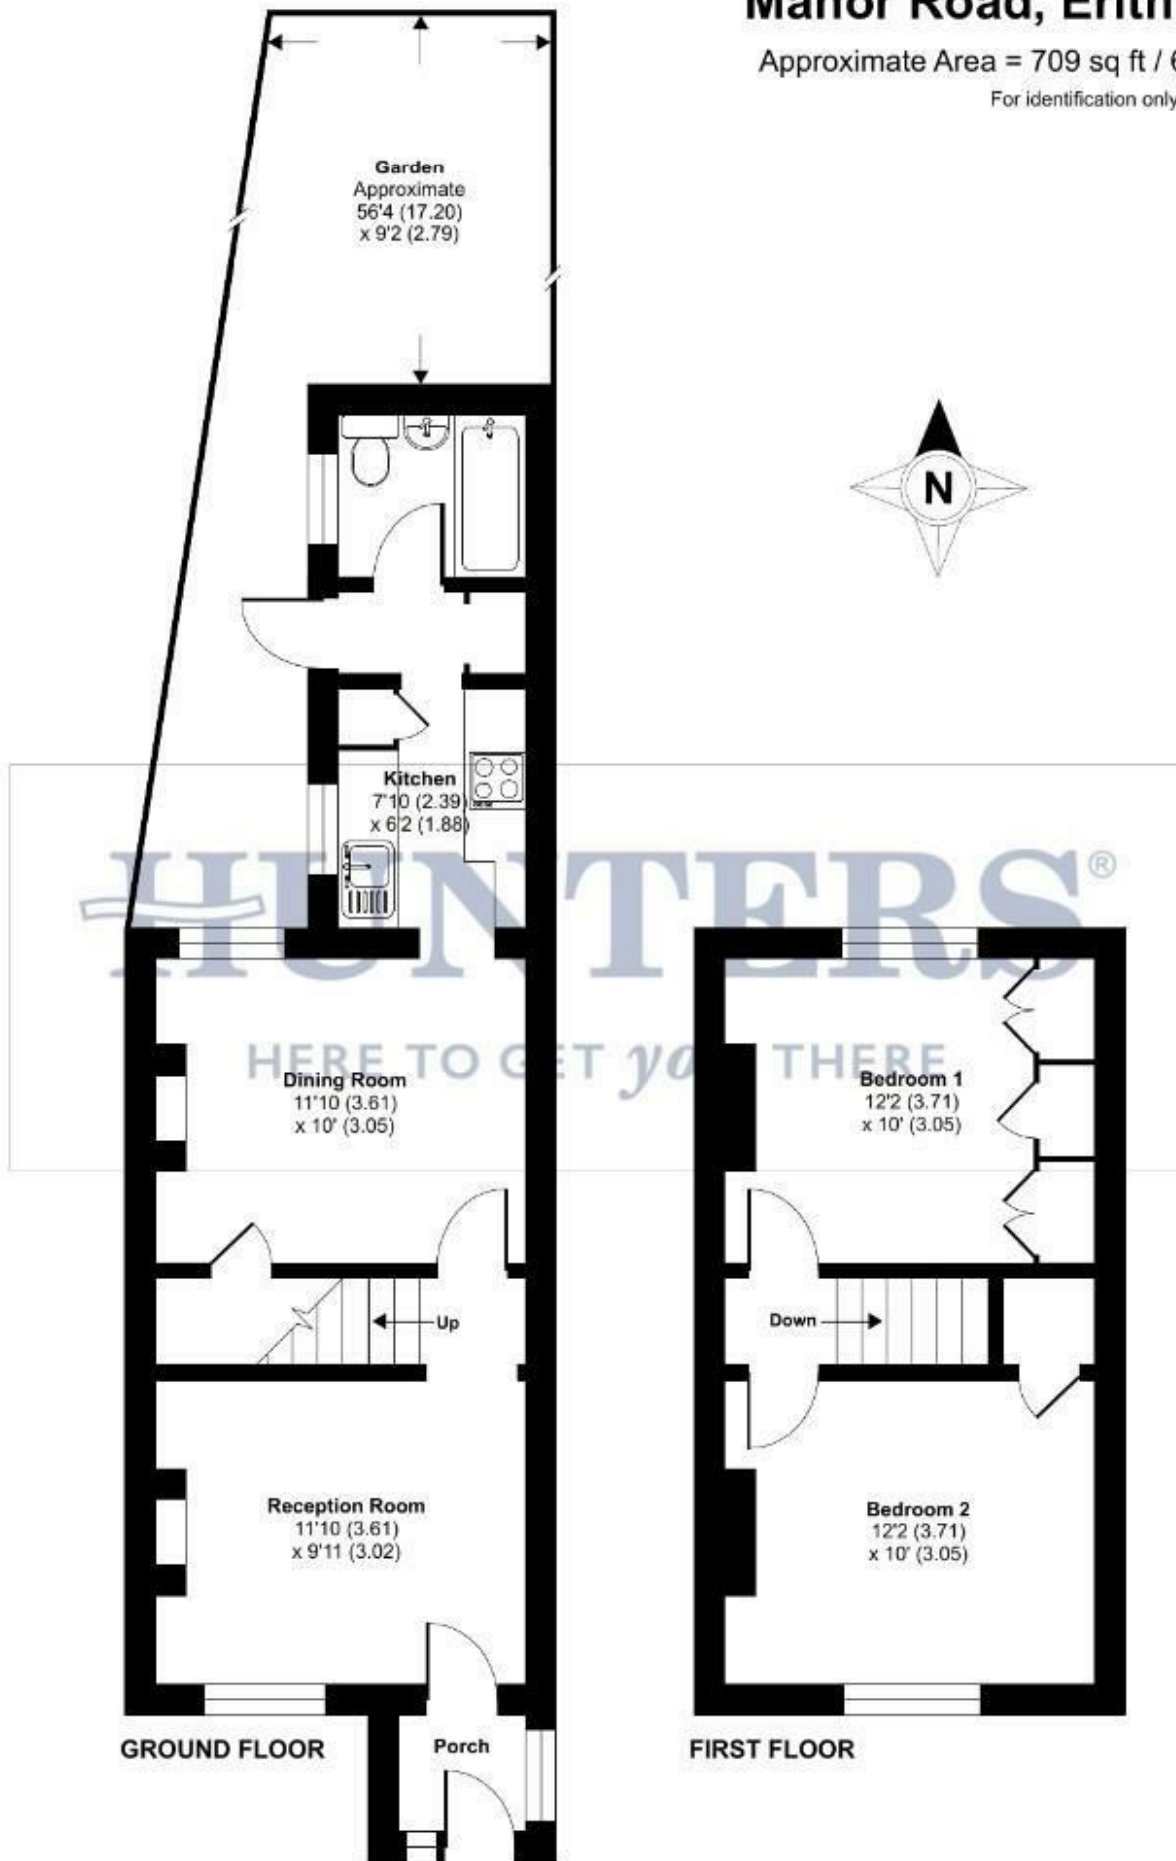 Manor Road, Erith
Approximate Area = 709 sq ft / 6
For identification only
Garden
Approximate
56'4 (17.20)
x 9'2 (2.79)
N
Kitchen
7'10 (2.39)
x 6'2 (1.88)
HUNTERS®
HERE TO GET you THERE
Dining Room
11'10 (3.61)
x 10' (3.05)
Bedroom 1
12'2 (3.71)
x 10' (3.05)
Up
Down
Reception Room
11'10 (3.61)
x 9'11 (3.02)
Bedroom 2
12'2 (3.71)
x 10' (3.05)
GROUND FLOOR
Porch
FIRST FLOOR